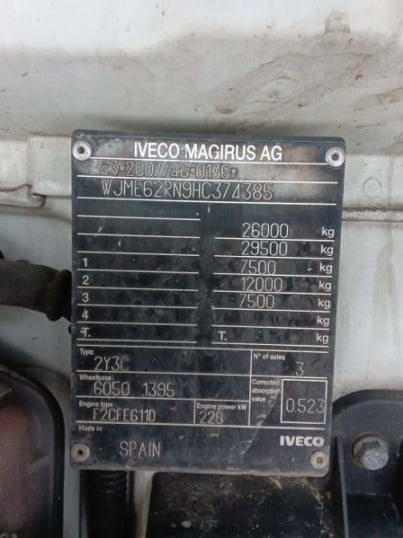 IVECO MAGIRUS AG
e3*2007/46*0136*
WJME62RN9HC374385
26000 kg
29500 kg
1 7500 kg
2 12000 kg
3 7500 kg
4 kg
T. T. kg
Type N° of axles
2Y3C 3
Wheelbase Corrected absorption value
6050 1395 0.523
Engine type Engine power kW
F2CFE611D 228
Made in IVECO
SPAIN